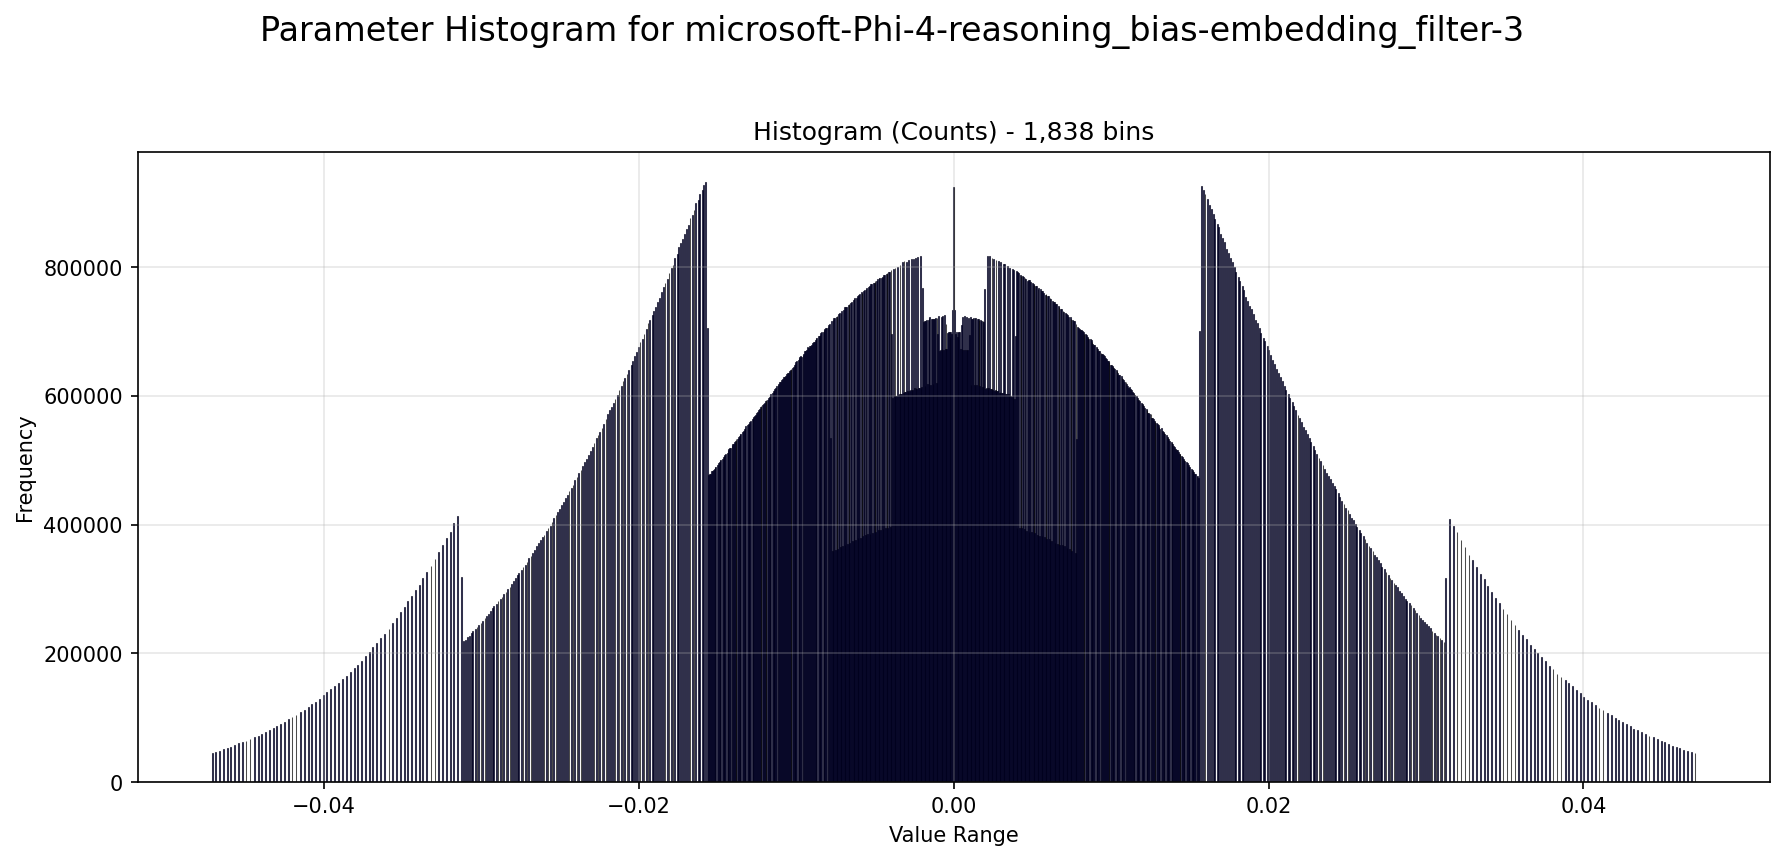 Parameter Histogram for microsoft-Phi-4-reasoning_bias-embedding_filter-3
Histogram (Counts) - 1,838 bins
Frequency
800000
600000
400000
200000
0
−0.04
−0.02
0.00
0.02
0.04
Value Range